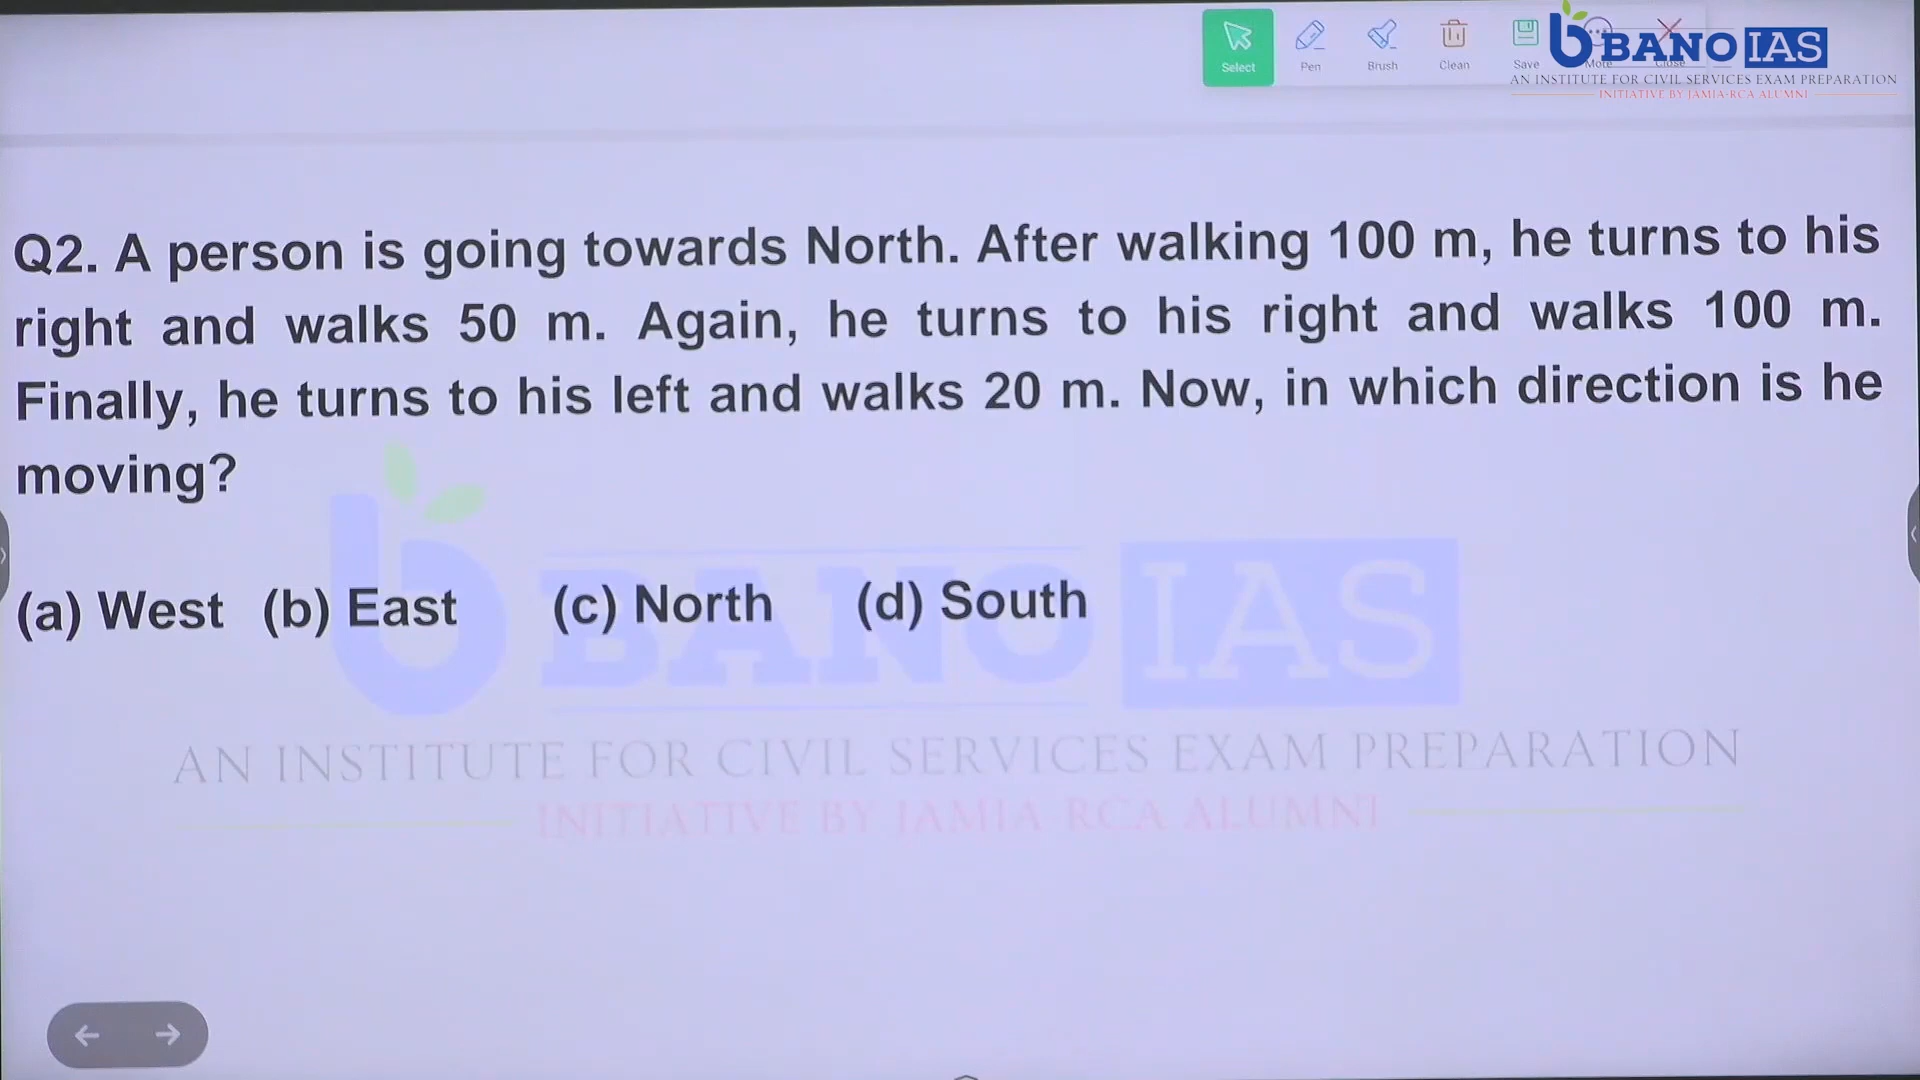 Select
Pen
Brush
Clean
Save
More
Close
BANO IAS
AN INSTITUTE FOR CIVIL SERVICES EXAM PREPARATION
INITIATIVE BY JAMIA-RCA ALUMNI
Q2. A person is going towards North. After walking 100 m, he turns to his
right and walks 50 m. Again, he turns to his right and walks 100 m.
Finally, he turns to his left and walks 20 m. Now, in which direction is he
moving?
(a) West (b) East (c) North (d) South
BANO IAS
AN INSTITUTE FOR CIVIL SERVICES EXAM PREPARATION
INITIATIVE BY JAMIA-RCA ALUMNI